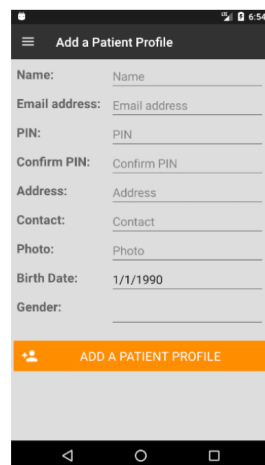 6:54
Add a Patient Profile
Name: Name
Email address: Email address
PIN: PIN
Confirm PIN: Confirm PIN
Address: Address
Contact: Contact
Photo: Photo
Birth Date: 1/1/1990
Gender:
ADD A PATIENT PROFILE